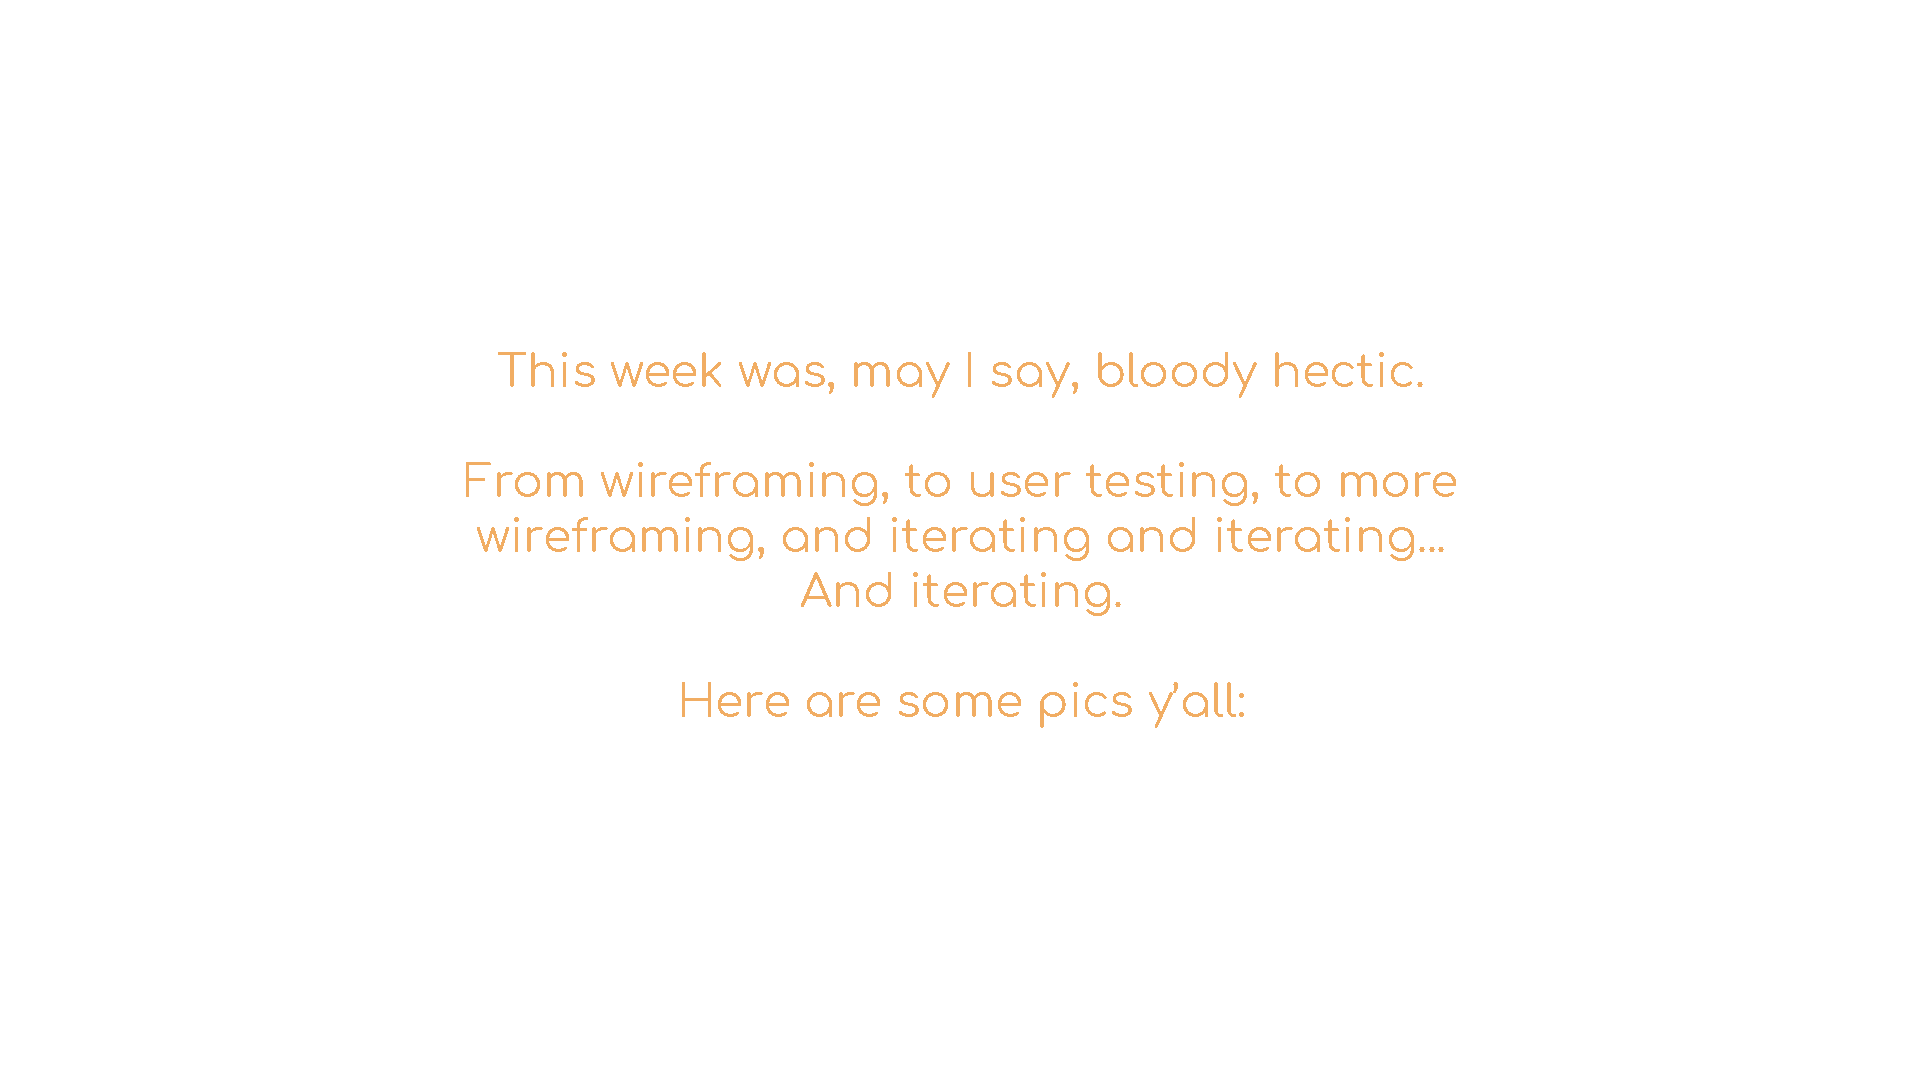 This week was, may I say, bloody hectic.
From wireframing, to user testing, to more
wireframing, and iterating and iterating...
And iterating.
Here are some pics y’all: